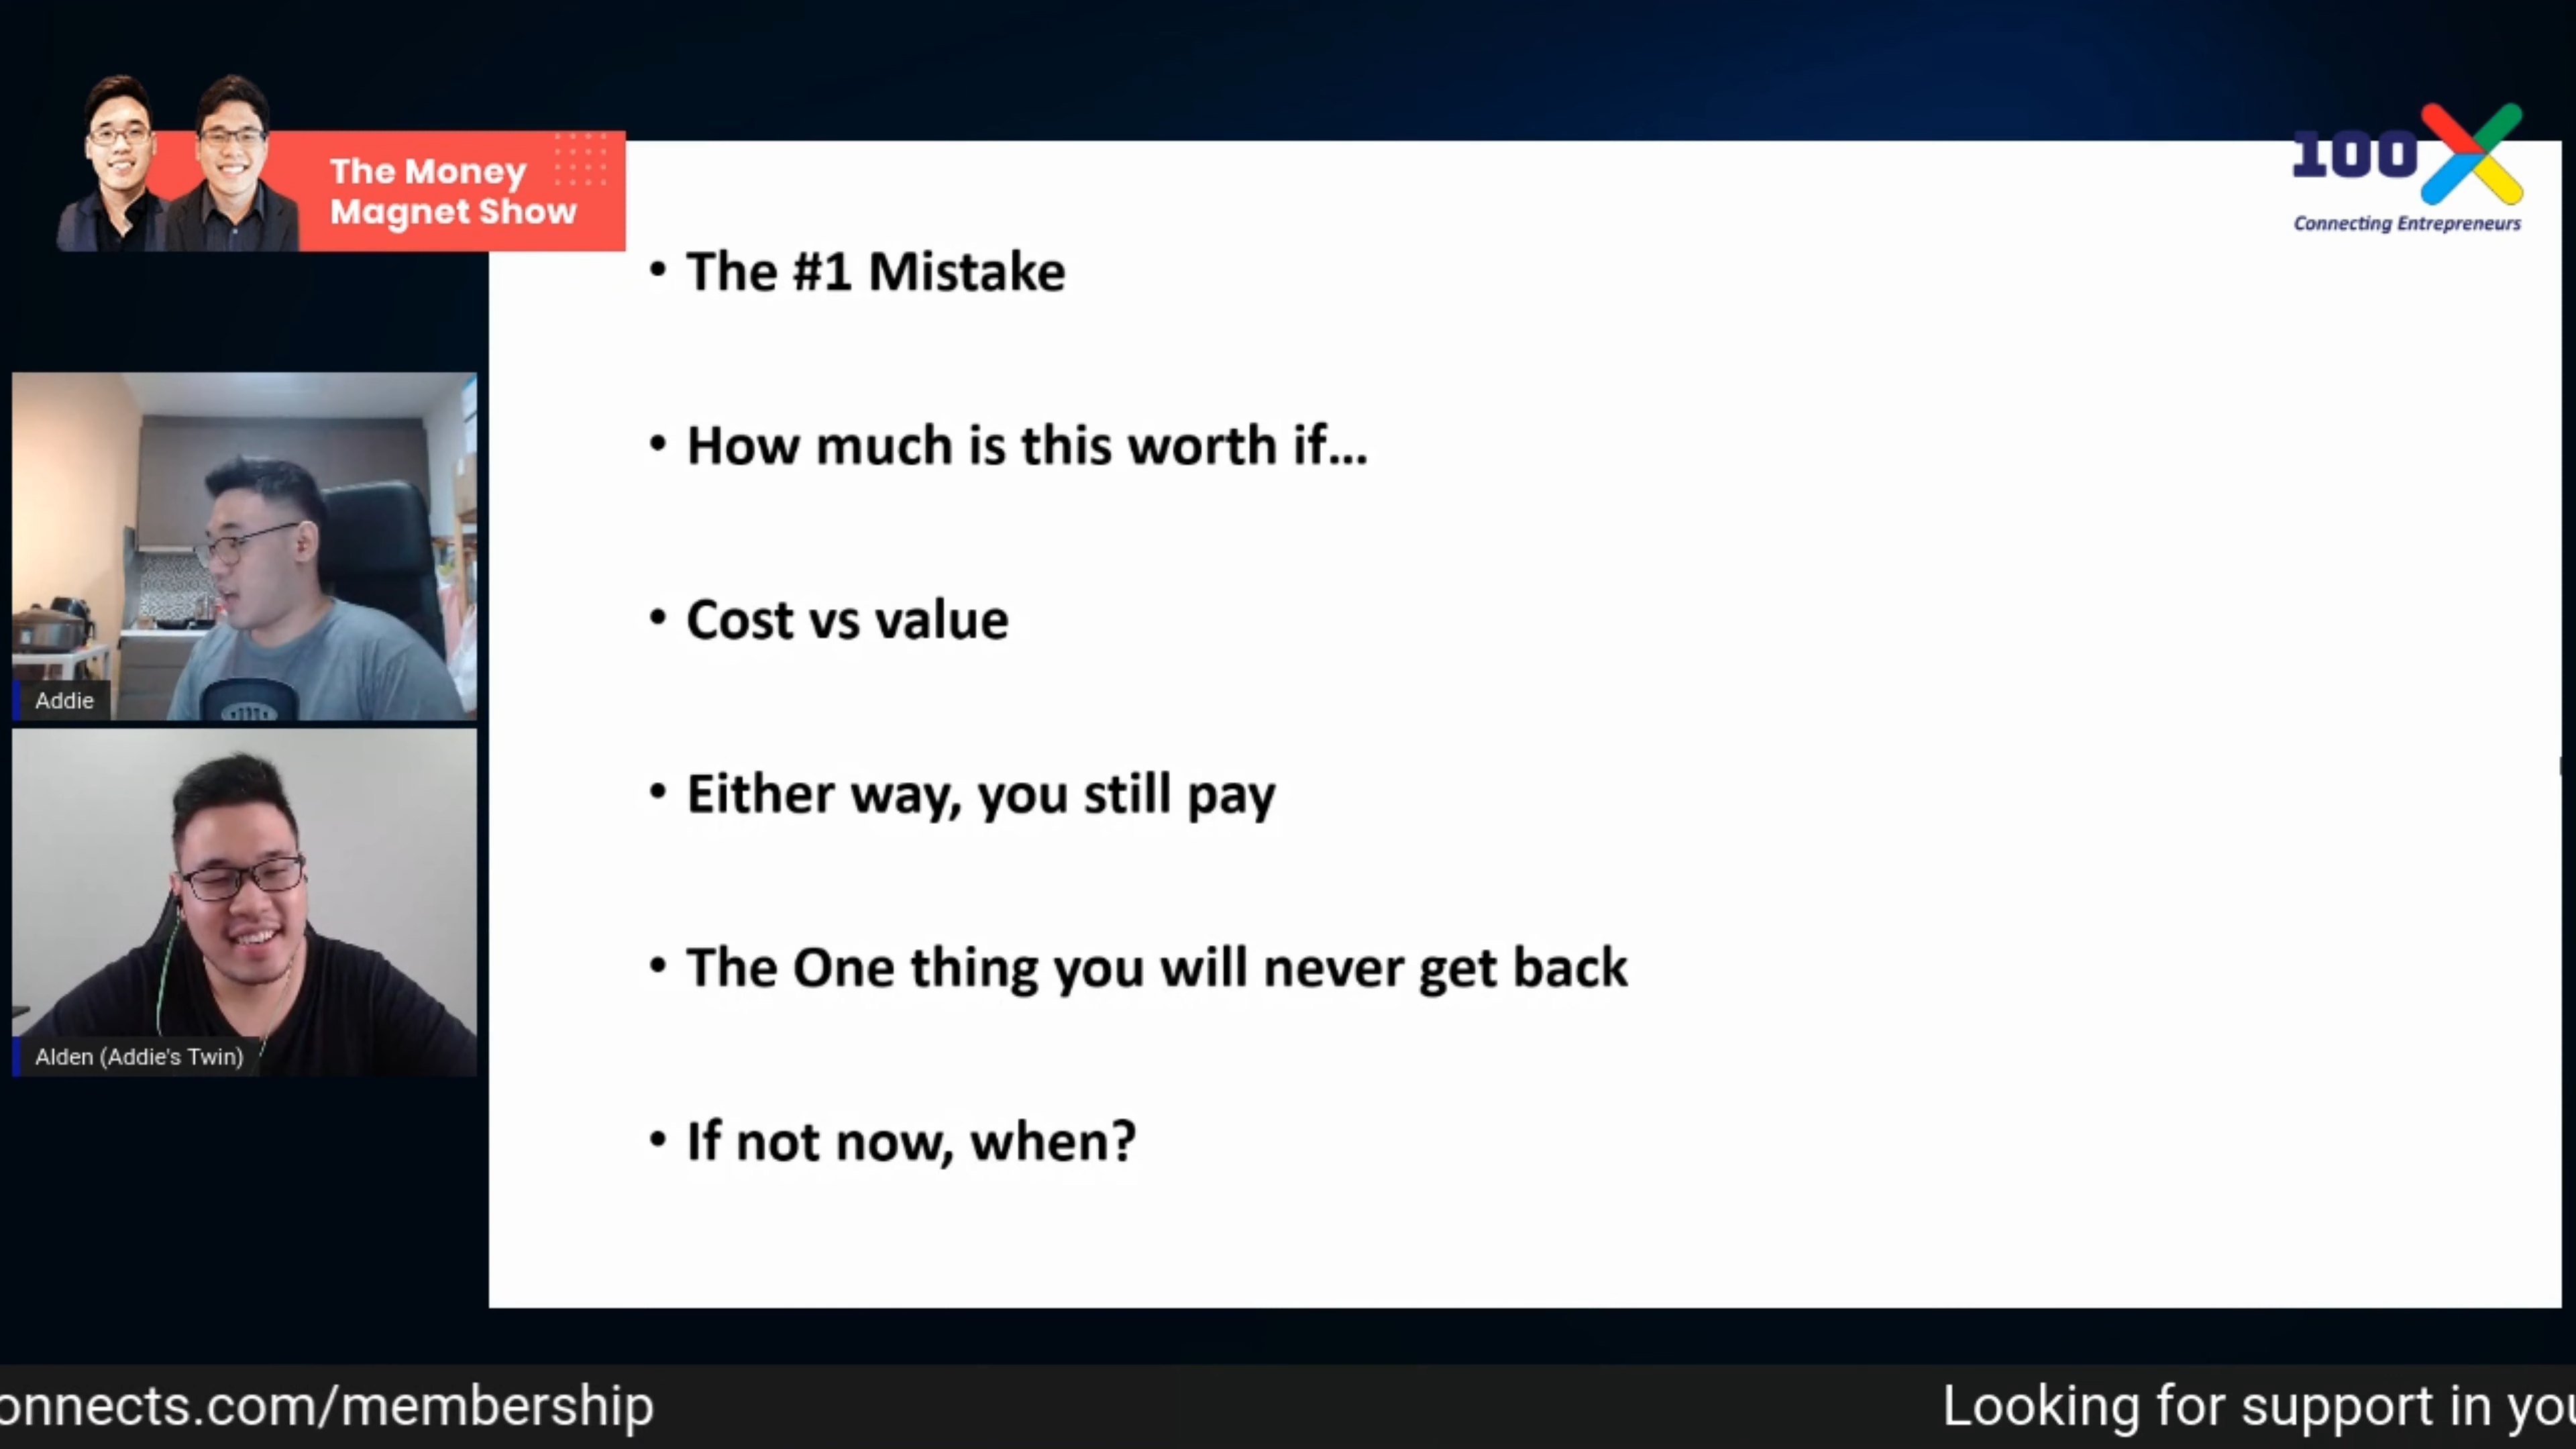 The Money
Magnet Show
100X
Connecting Entrepreneurs
• The #1 Mistake
• How much is this worth if...
• Cost vs value
• Either way, you still pay
• The One thing you will never get back
• If not now, when?
Addie
Alden (Addie's Twin)
onnects.com/membership
Looking for support in you